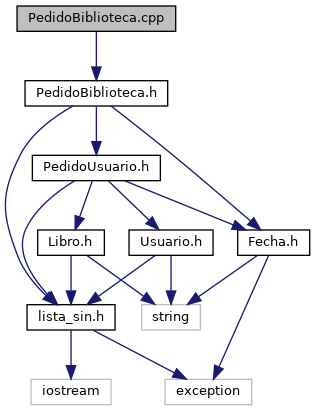 PedidoBiblioteca.cpp
PedidoBiblioteca.h
PedidoUsuario.h
Libro.h
Usuario.h
Fecha.h
lista_sin.h
string
iostream
exception